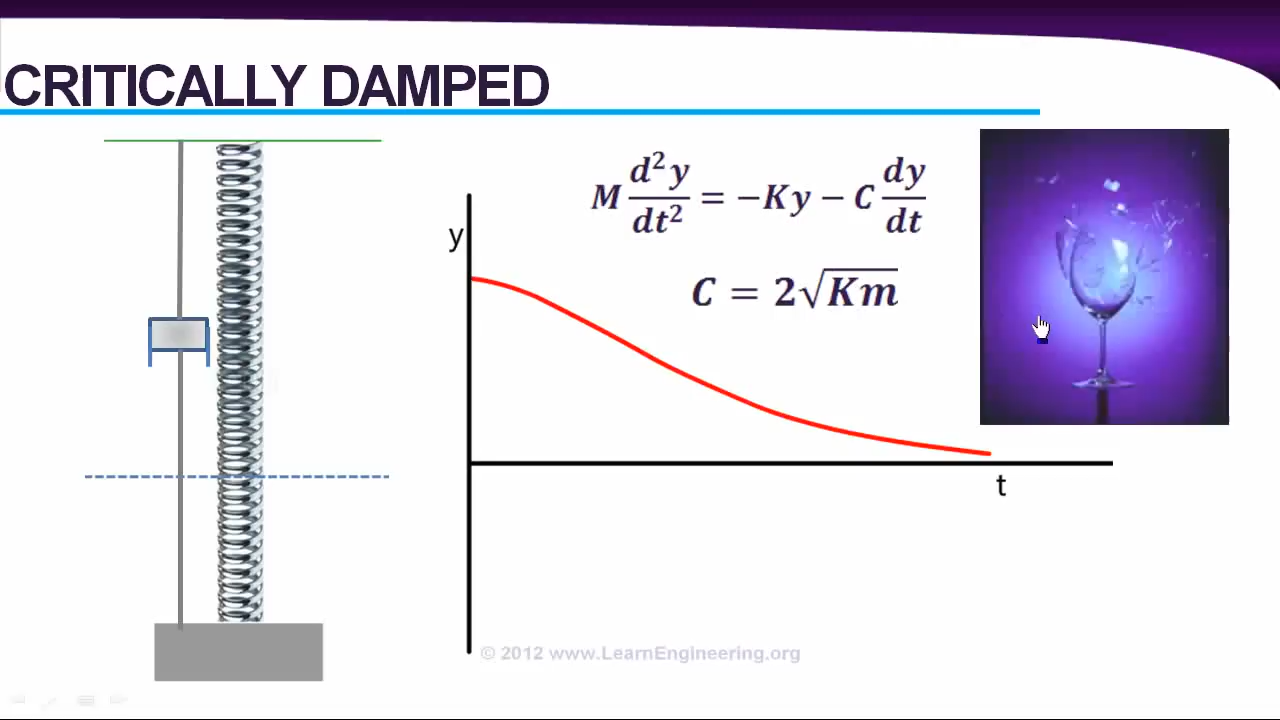 CRITICALLY DAMPED
M d²y/dt² = −Ky − C dy/dt
C = 2√Km
y
t
© 2012 www.LearnEngineering.org